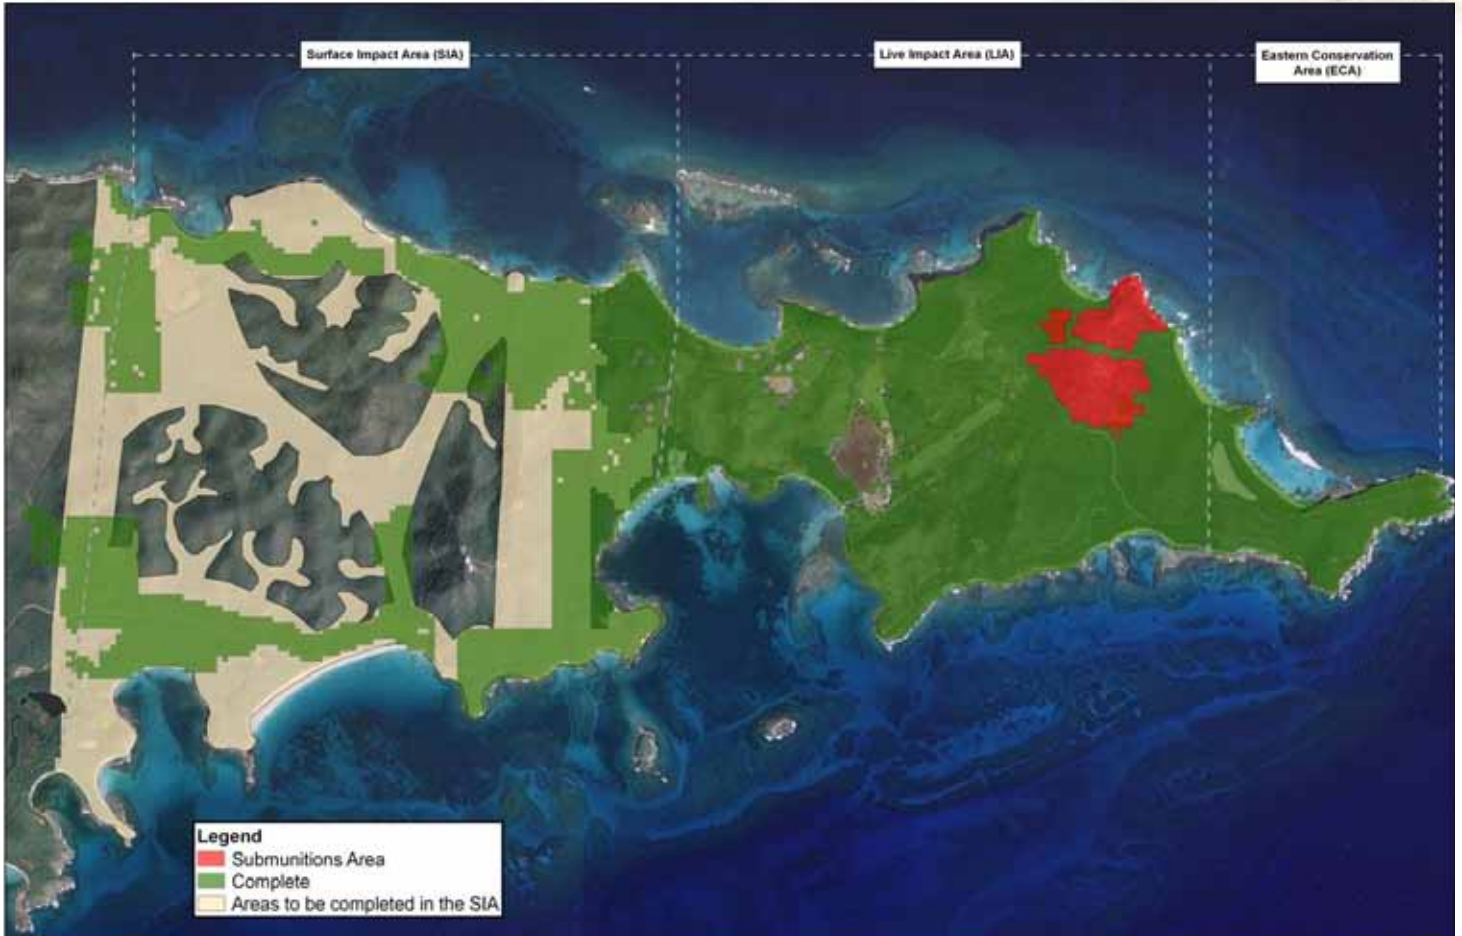 Surface Impact Area (SIA)
Live Impact Area (LIA)
Eastern Conservation
Area (ECA)
Legend
Submunitions Area
Complete
Areas to be completed in the SIA